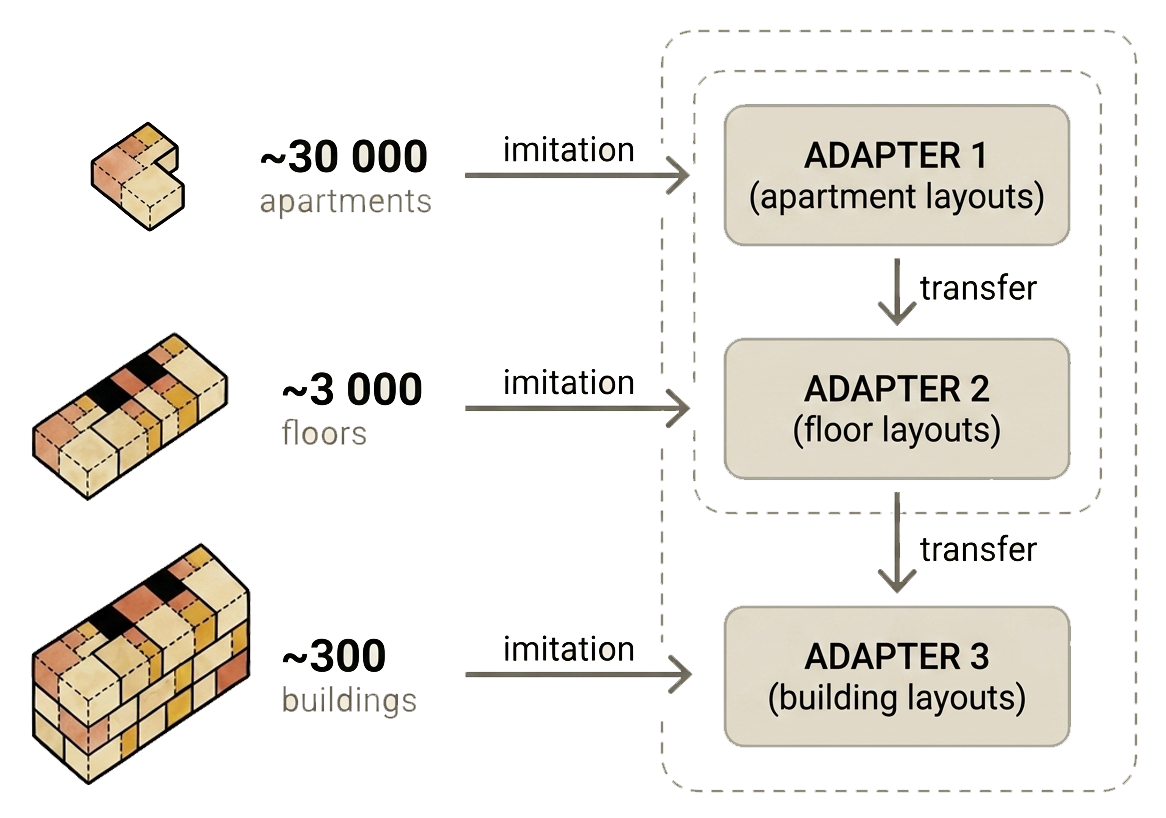 ~30 000
apartments
imitation
ADAPTER 1
(apartment layouts)
transfer
~3 000
floors
imitation
ADAPTER 2
(floor layouts)
transfer
~300
buildings
imitation
ADAPTER 3
(building layouts)